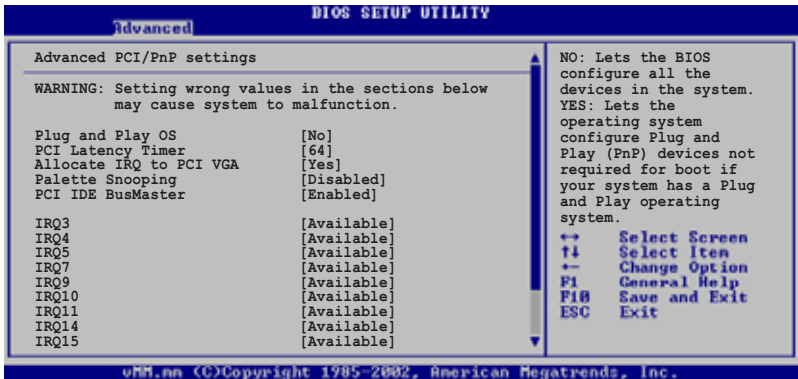 BIOS SETUP UTILITY
Advanced
Advanced PCI/PnP settings
WARNING: Setting wrong values in the sections below
may cause system to malfunction.
Plug and Play OS [No]
PCI Latency Timer [64]
Allocate IRQ to PCI VGA [Yes]
Palette Snooping [Disabled]
PCI IDE BusMaster [Enabled]
IRQ3 [Available]
IRQ4 [Available]
IRQ5 [Available]
IRQ7 [Available]
IRQ9 [Available]
IRQ10 [Available]
IRQ11 [Available]
IRQ14 [Available]
IRQ15 [Available]
NO: Lets the BIOS
configure all the
devices in the system.
YES: Lets the
operating system
configure Plug and
Play (PnP) devices not
required for boot if
your system has a Plug
and Play operating
system.
↔ Select Screen
↑↓ Select Item
←- Change Option
F1 General Help
F10 Save and Exit
ESC Exit
vMM.nn (C)Copyright 1985-2002, American Megatrends, Inc.